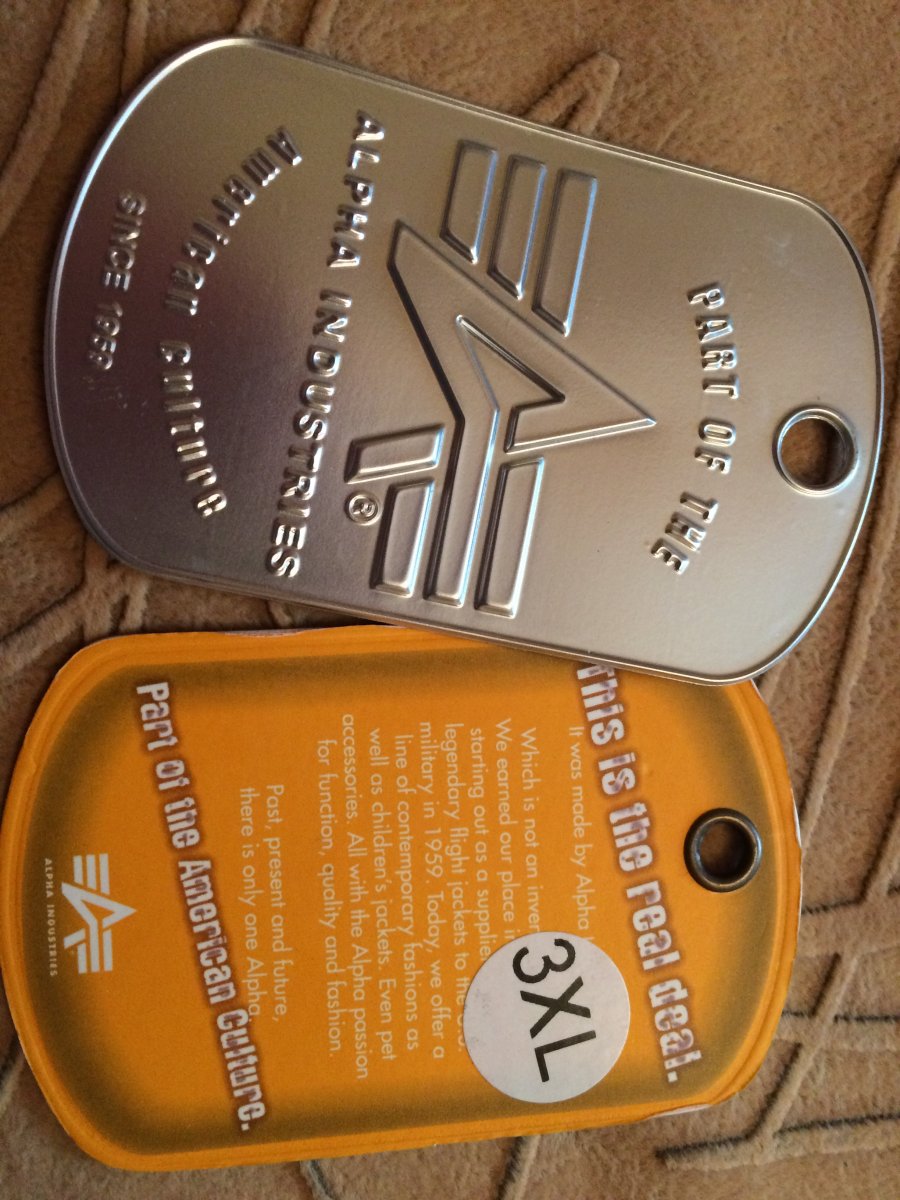 PART OF THE
®
ALPHA INDUSTRIES
American Culture
SINCE 1959
This is the real deal.
It was made by Alpha
Which is not an
We earned our place
starting out as a
legendary flight jackets to the
military in 1959. Today, we offer a
line of contemporary fashions as
well as children's jackets. Even pet
accessories. All with the Alpha passion
for function, quality and fashion.
Past, present and future,
there is only one Alpha.
Part of the American Culture.
ALPHA INDUSTRIES
3XL